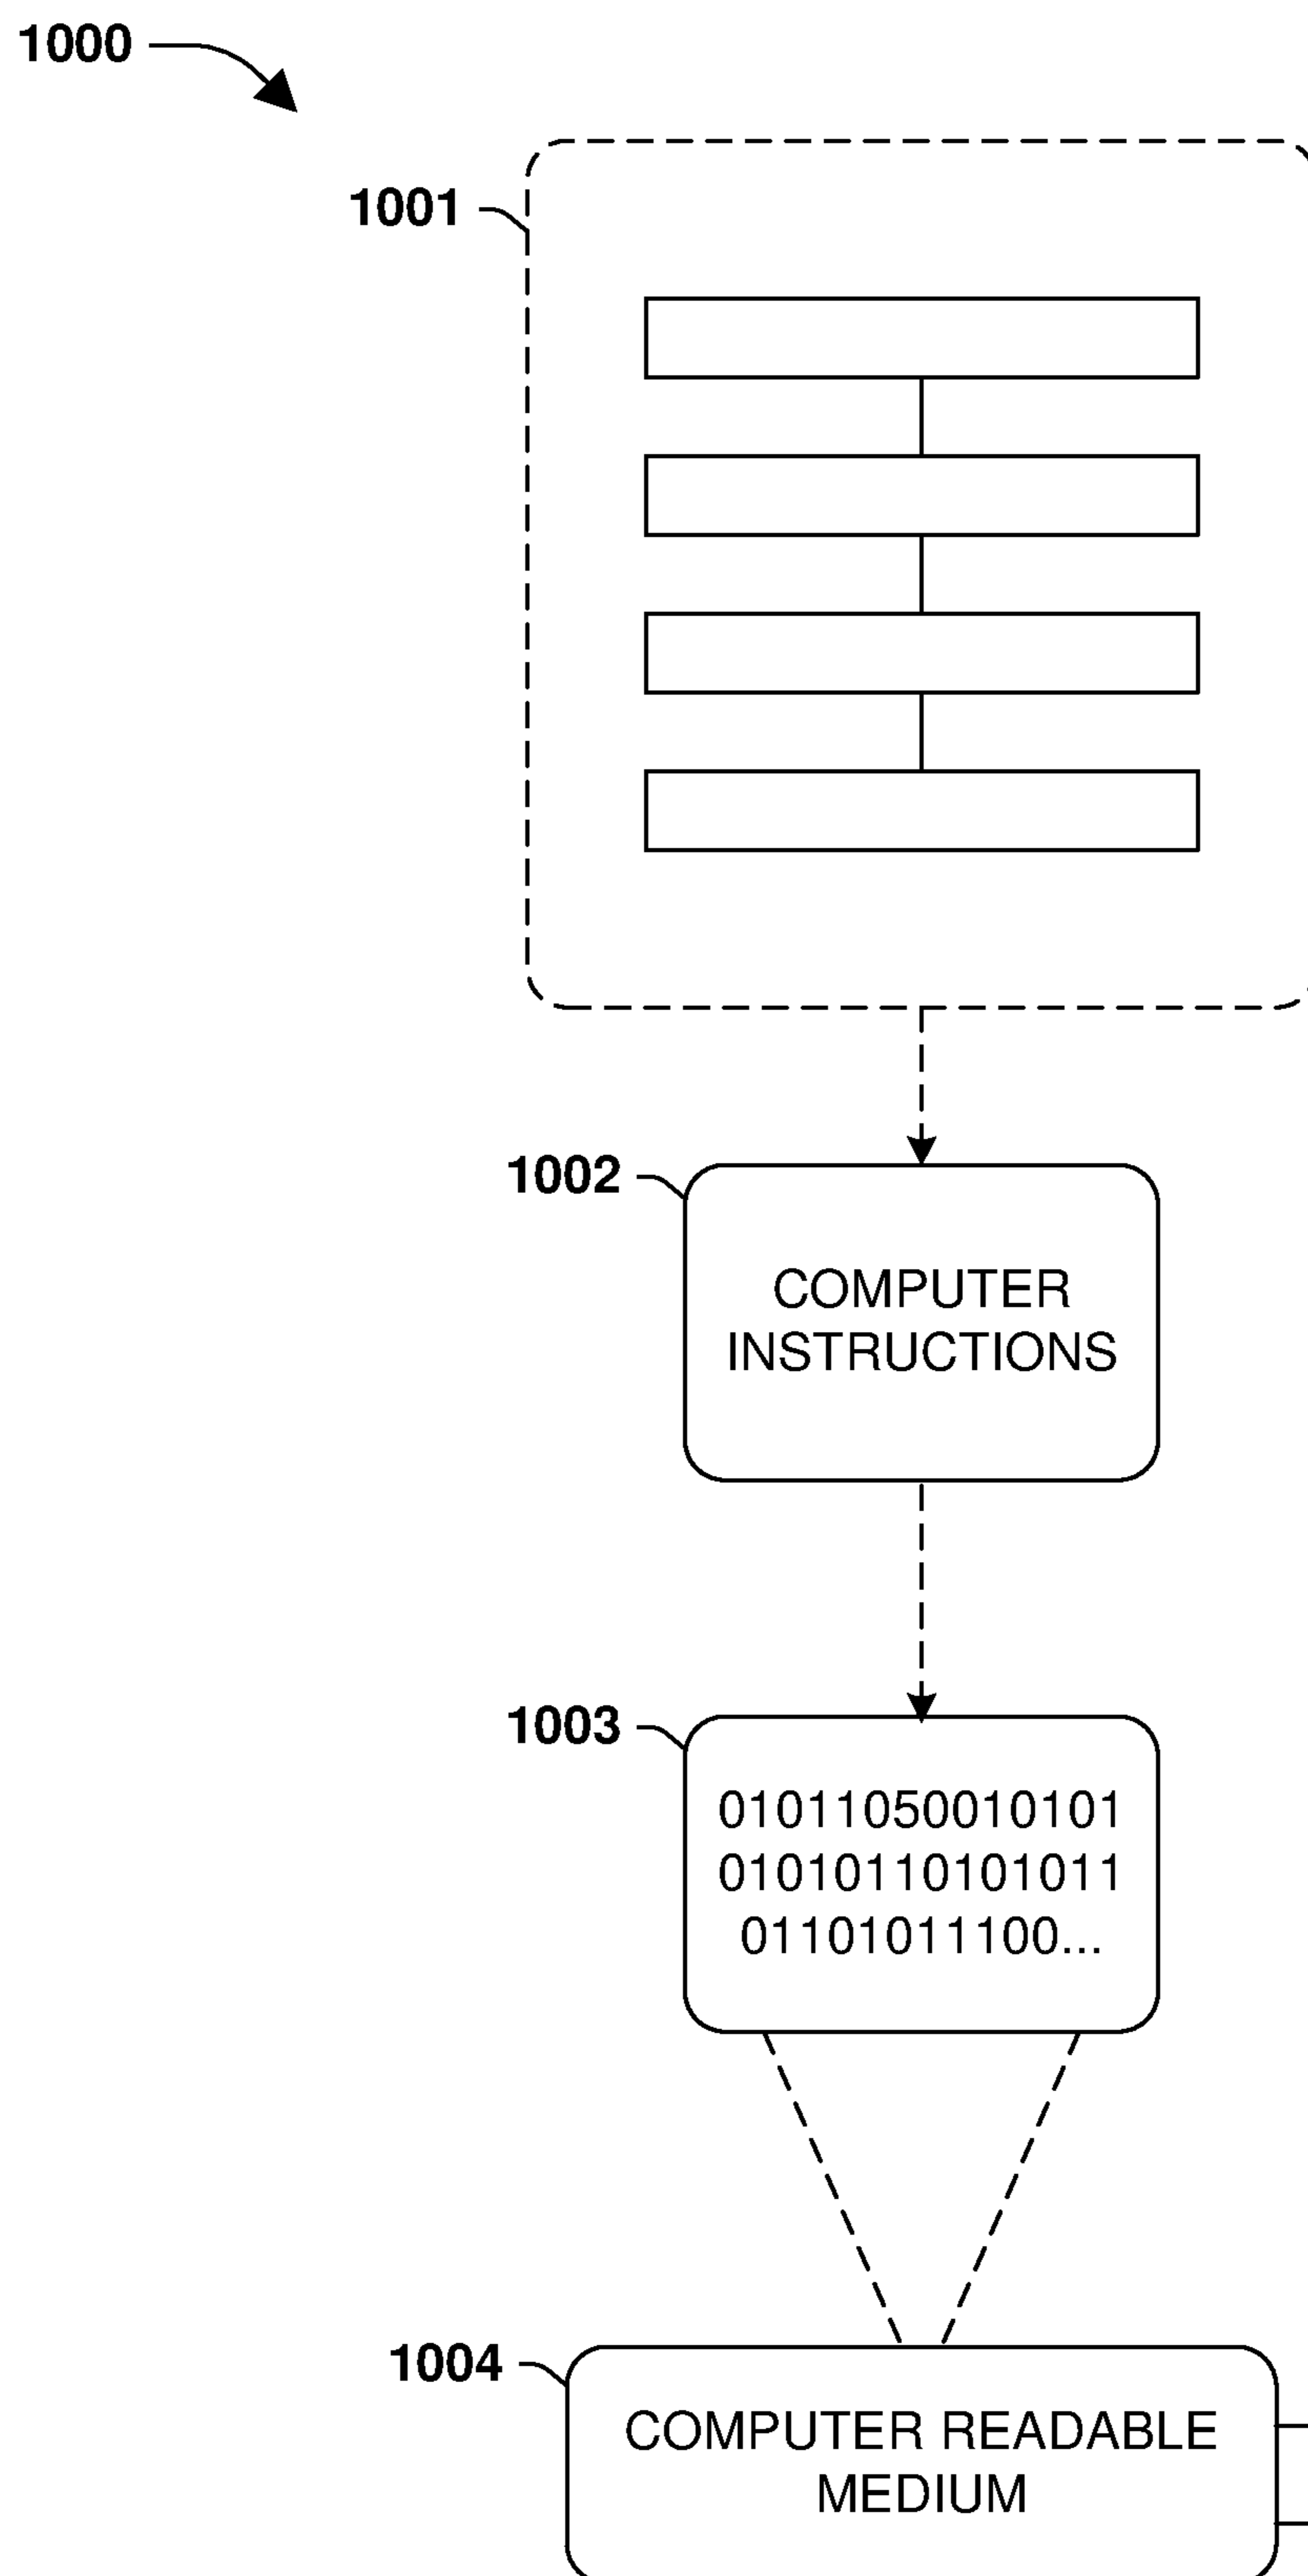 1000
1001
1002
COMPUTER
INSTRUCTIONS
1003
01011050010101
01010110101011
01101011100...
1004
COMPUTER READABLE
MEDIUM